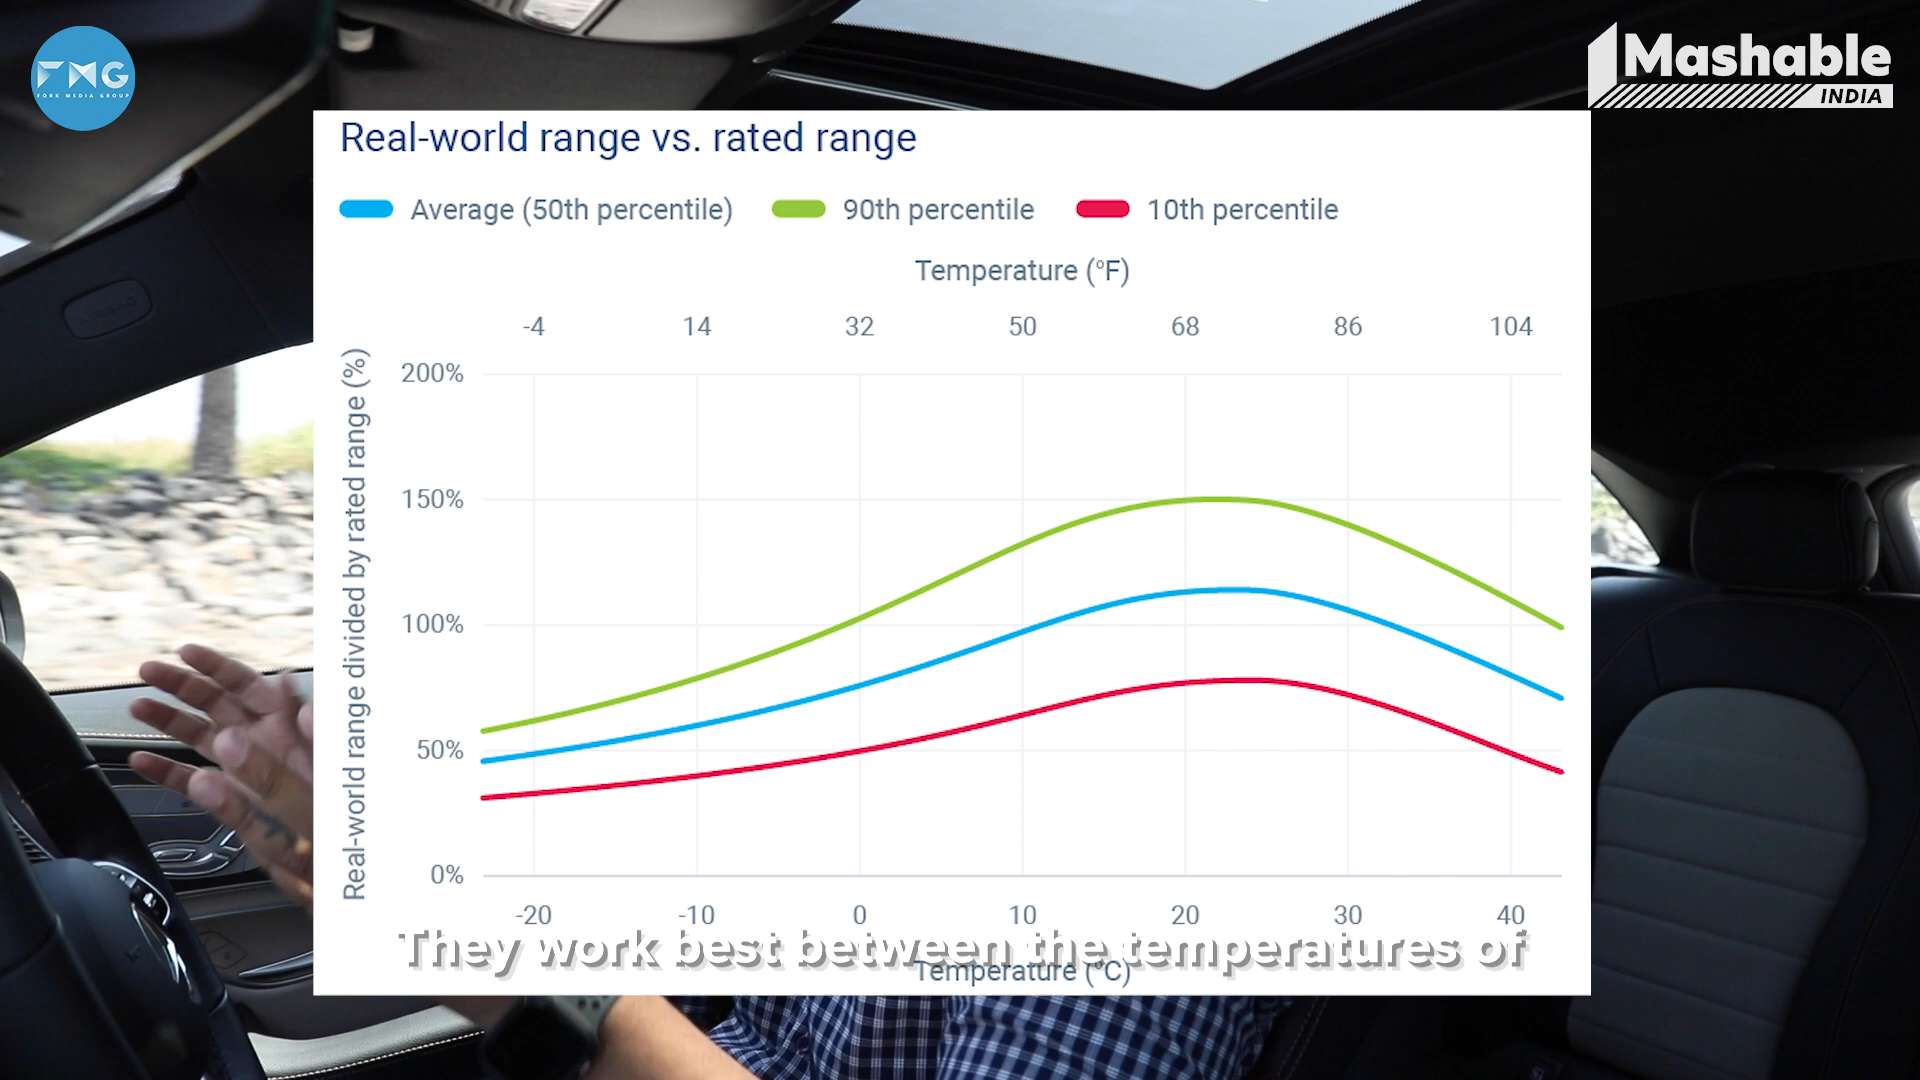 FMG
FORK MEDIA GROUP
Mashable
INDIA
Real-world range vs. rated range
Average (50th percentile) 90th percentile 10th percentile
Temperature (°F)
-4 14 32 50 68 86 104
Real-world range divided by rated range (%)
200%
150%
100%
50%
0%
-20 -10 0 10 20 30 40
They work best between the temperatures of
Temperature (°C)